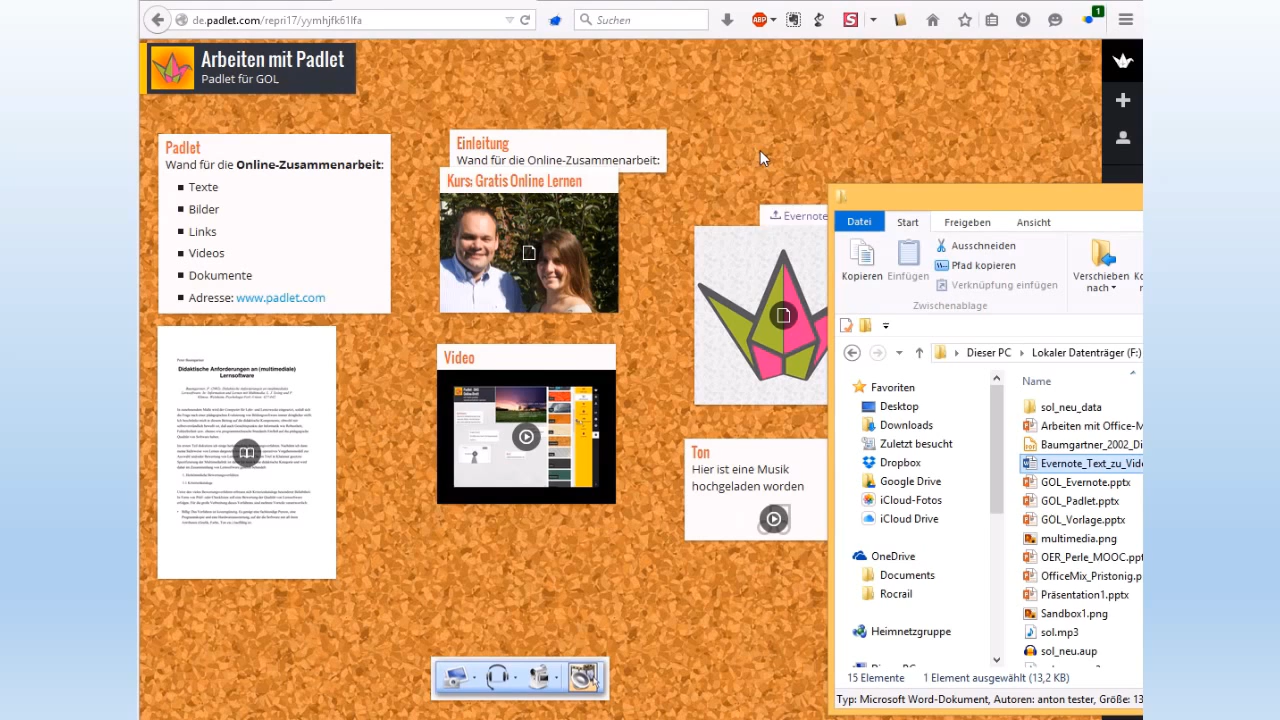 de.padlet.com/repri17/yymhjfk61lfa
Suchen
ABP
S
1
Arbeiten mit Padlet
Padlet für GOL
Padlet
Wand für die Online-Zusammenarbeit:
Texte
Bilder
Links
Videos
Dokumente
Adresse: www.padlet.com
Einleitung
Wand für die Online-Zusammenarbeit:
Kurs: Gratis Online Lernen
Didaktische Anforderungen an (multimediale)
Lernsoftware
Video
Evernote
Ton
Hier ist eine Musik
hochgeladen worden
Datei
Start
Freigeben
Ansicht
Kopieren
Einfügen
Ausschneiden
Pfad kopieren
Verknüpfung einfügen
Verschieben
nach
Zwischenablage
Dieser PC
Lokaler Datenträger (F:)
Favoriten
Desktop
Downloads
Zuletzt besucht
Dropbox
Google Drive
iCloud Drive
OneDrive
Documents
Rocrail
Heimnetzgruppe
Name
sol_neu_data
Arbeiten mit Office-M
Baumgartner_2002_Di
Evernote_Text_zu_Vide
GOL_Evernote.pptx
multimedia.png
OER_Perle_MOOC.ppt
OfficeMix_Pristonig.p
Präsentation1.pptx
Sandbox1.png
sol.mp3
sol_neu.aup
15 Elemente
1 Element ausgewählt (13,2 KB)
Typ: Microsoft Word-Dokument, Autoren: anton tester, Größe: 13